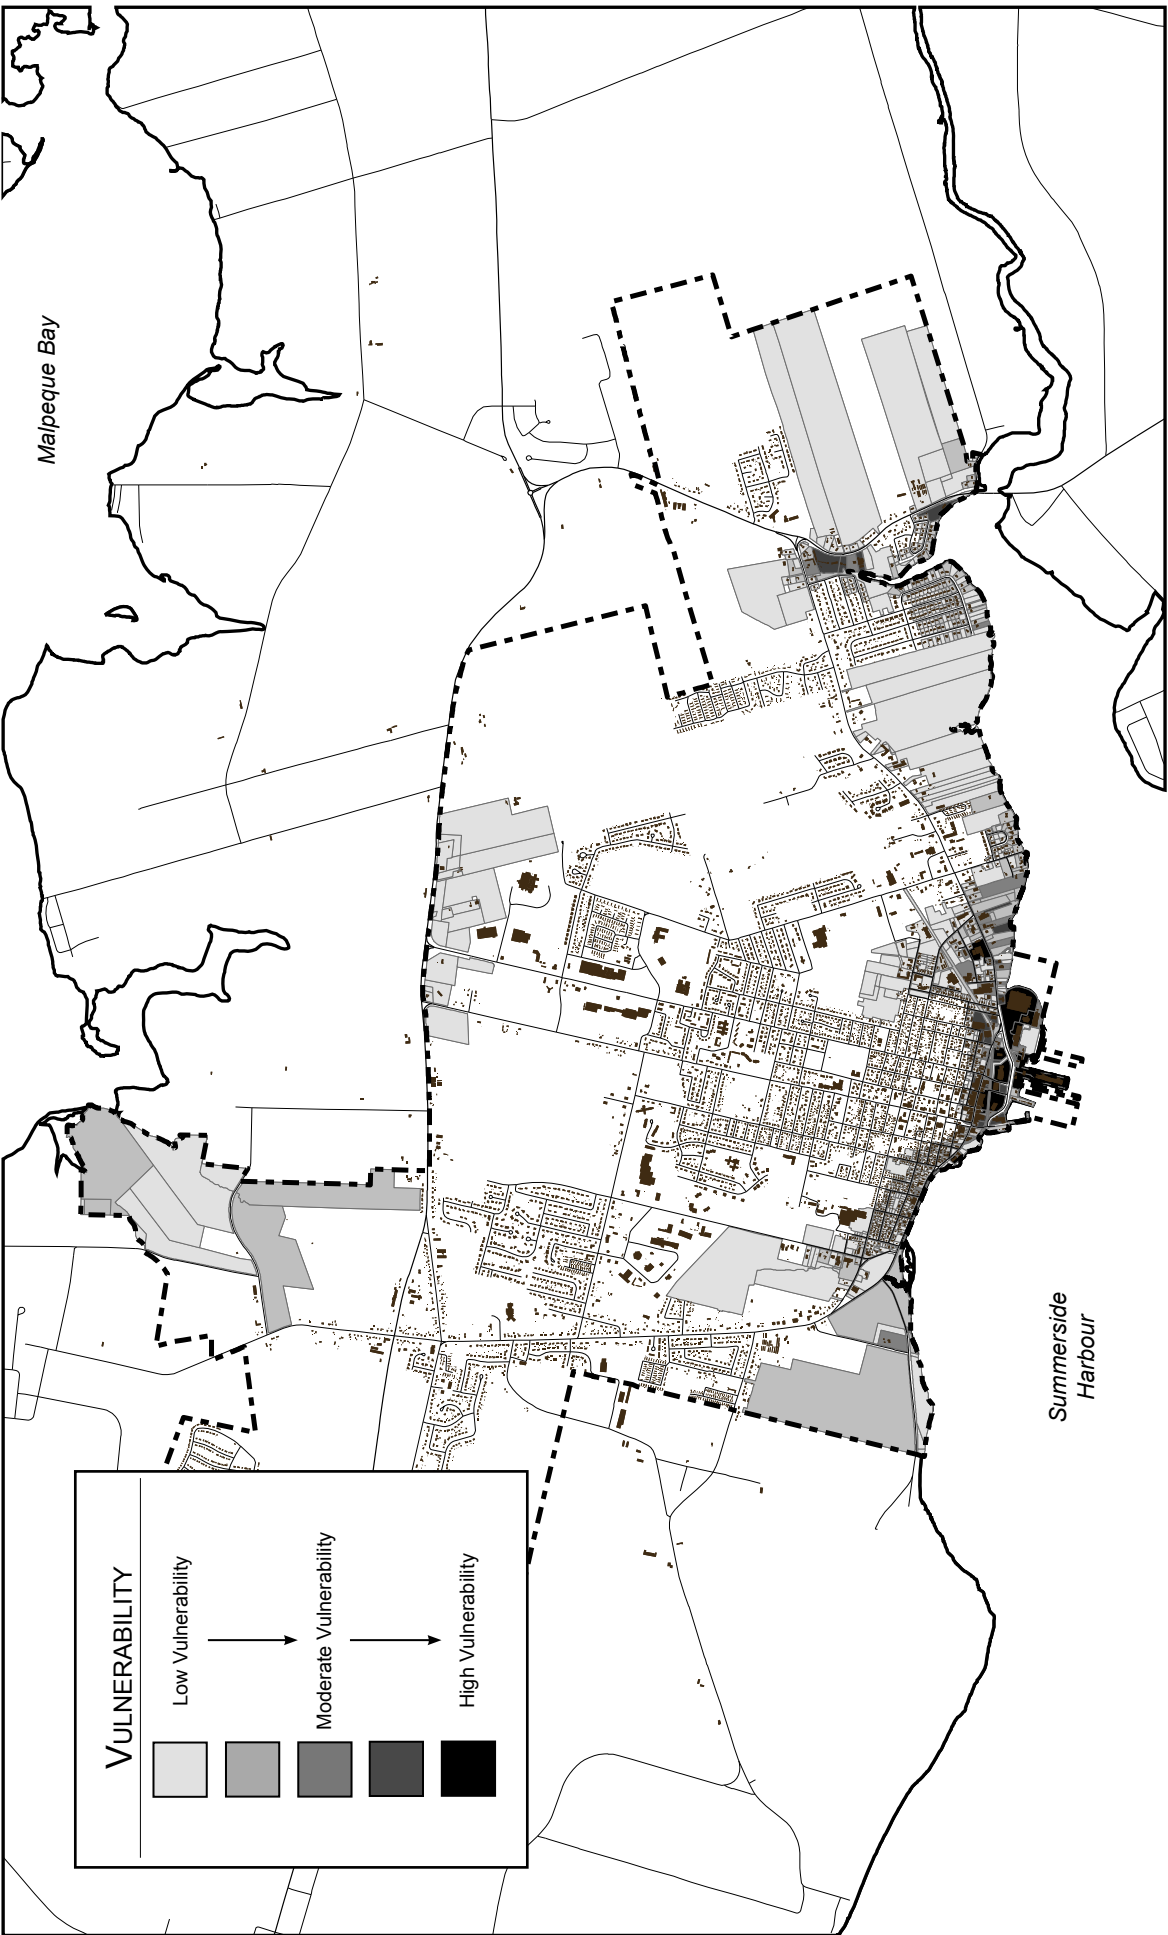 Malpeque Bay
Summerside
Harbour
VULNERABILITY
Low Vulnerability
Moderate Vulnerability
High Vulnerability